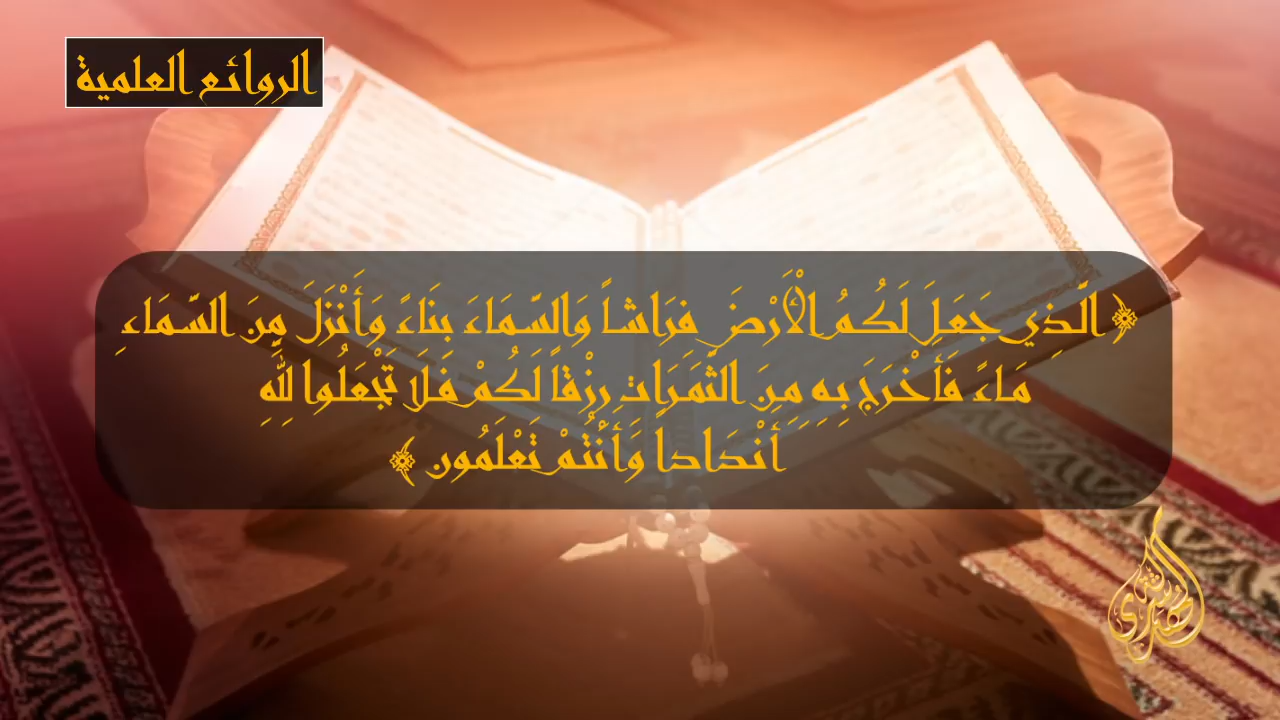 الروائع العلمية
﴿ الَّذِي جَعَلَ لَكُمُ الْأَرْضَ فِرَاشاً وَالسَّمَاءَ بِنَاءً وَأَنْزَلَ مِنَ السَّمَاءِ
مَاءً فَأَخْرَجَ بِهِ مِنَ الثَّمَرَاتِ رِزْقاً لَكُمْ فَلَا تَجْعَلُوا لِلَّهِ
أَنْدَاداً وَأَنْتُمْ تَعْلَمُون ﴾